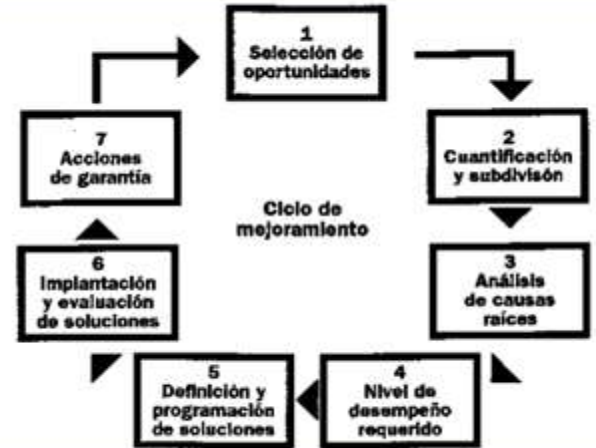 1
Selección de
oportunidades
2
Cuantificación
y subdivisón
3
Análisis
de causas
raíces
4
Nivel de
desempeño
requerido
5
Definición y
programación
de soluciones
6
Implantación
y evaluación
de soluciones
7
Acciones
de garantía
Ciclo de
mejoramiento